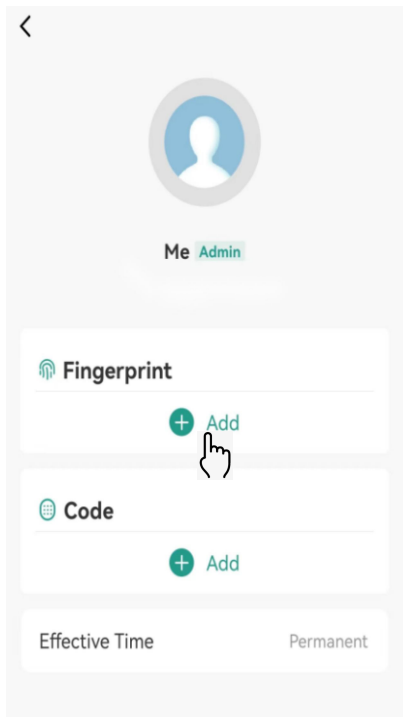 Me Admin
Fingerprint
Add
Code
Add
Effective Time Permanent